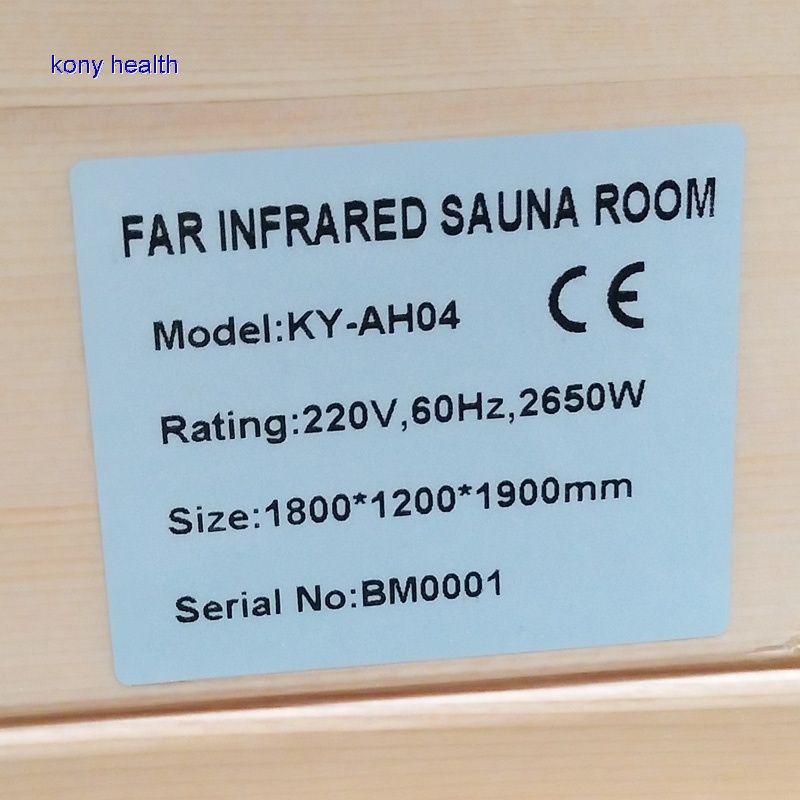 kony health
FAR INFRARED SAUNA ROOM
Model:KY-AH04 CE
Rating:220V,60Hz,2650W
Size:1800*1200*1900mm
Serial No:BM0001